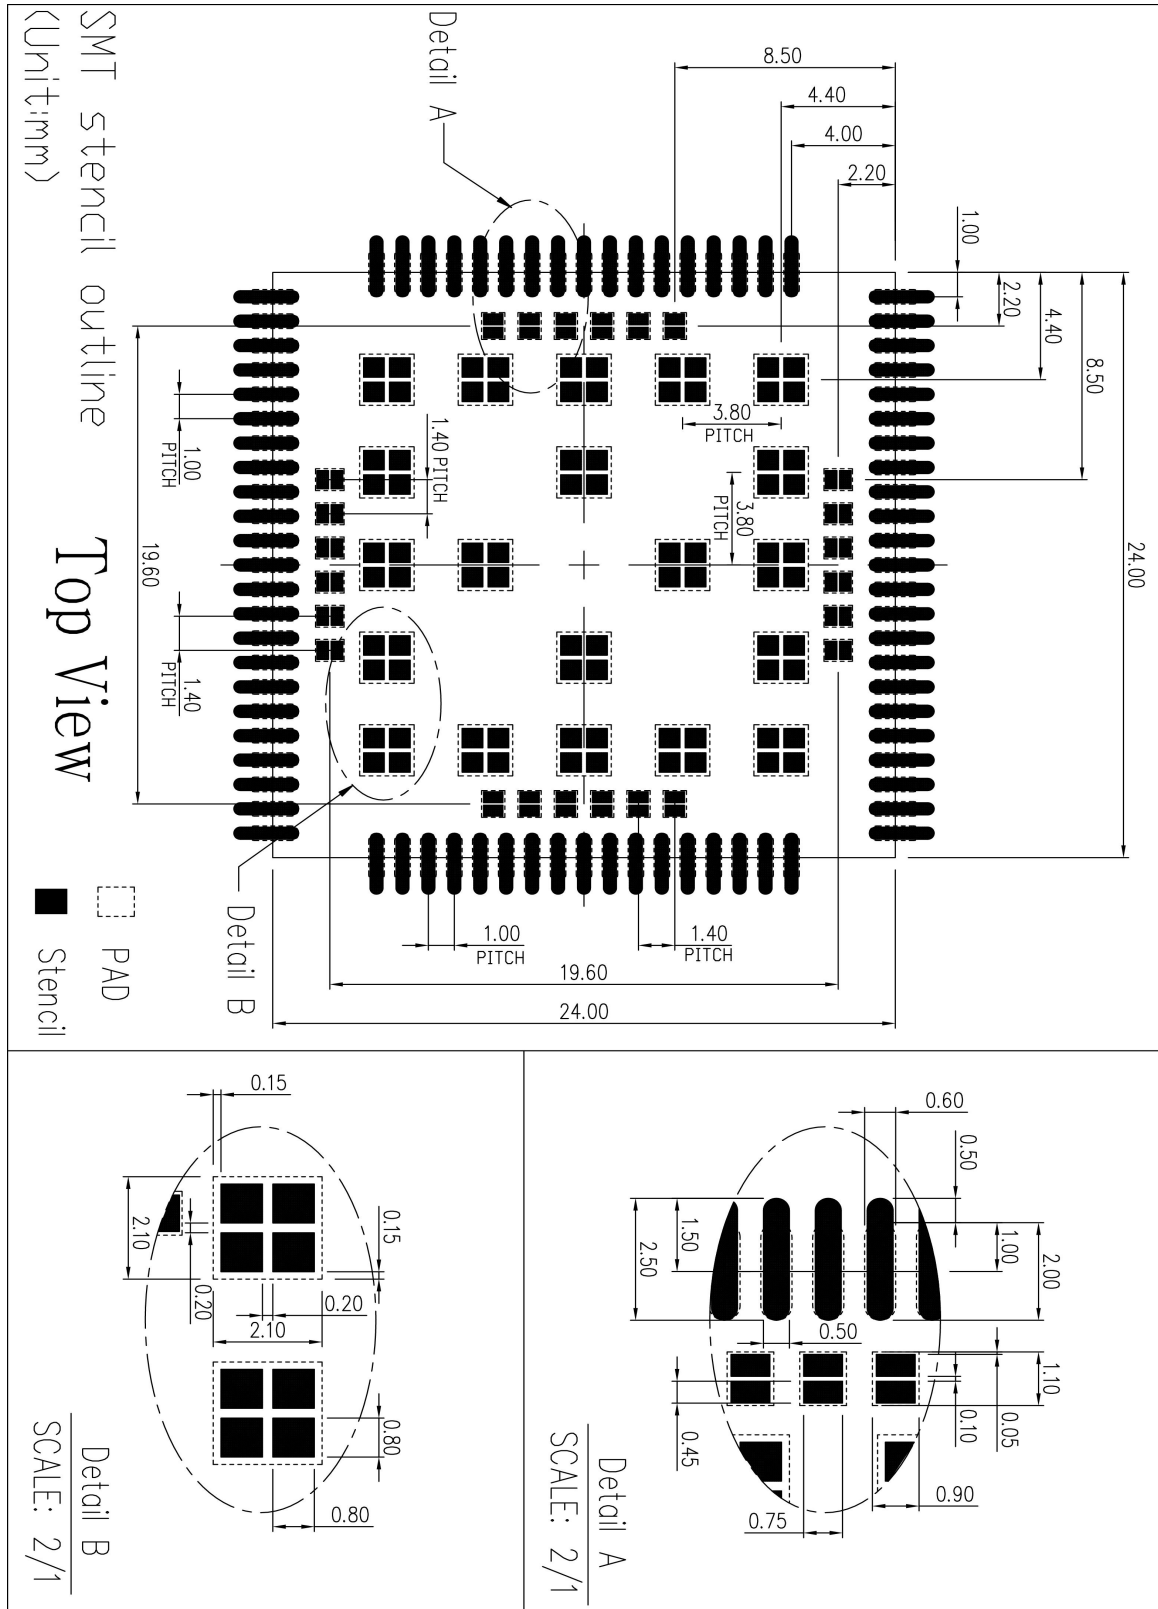 SMT stencil outline
(Unit:mm)
Top View
Detail A
Detail B
PAD
Stencil
8.50
4.40
4.00
2.20
1.00
2.20
4.40
8.50
24.00
3.80
PITCH
3.80
PITCH
1.40 PITCH
1.00
PITCH
19.60
1.40
PITCH
1.00
PITCH
1.40
PITCH
19.60
24.00
0.60
0.50
1.00
2.00
1.50
2.50
0.50
1.10
0.05
0.10
0.45
0.90
0.75
Detail A
SCALE: 2/1
0.15
2.10
0.15
0.20
0.20
2.10
0.80
0.80
Detail B
SCALE: 2/1